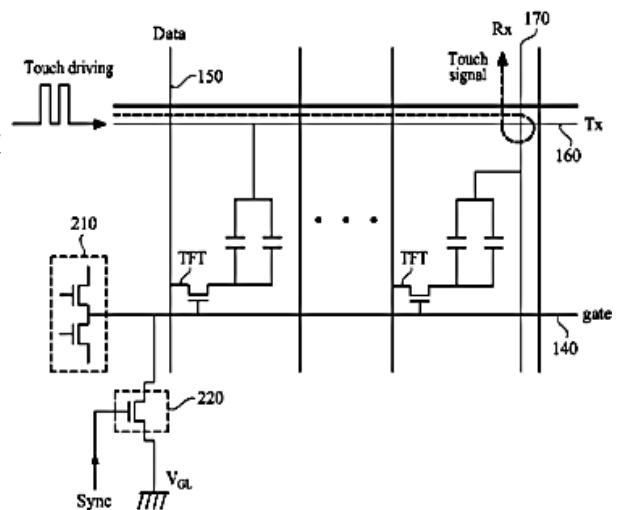 Data
170
Rx
Touch driving
150
Touch
signal
Tx
160
210
TFT
TFT
gate
140
220
VGL
Sync